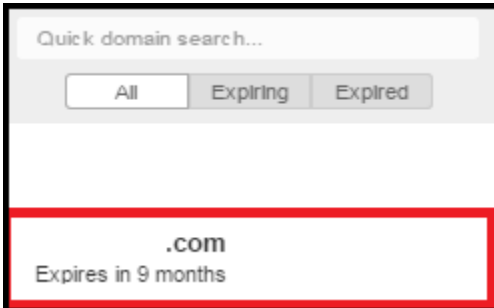 Quick domain search...
All Expiring Expired
.com
Expires in 9 months